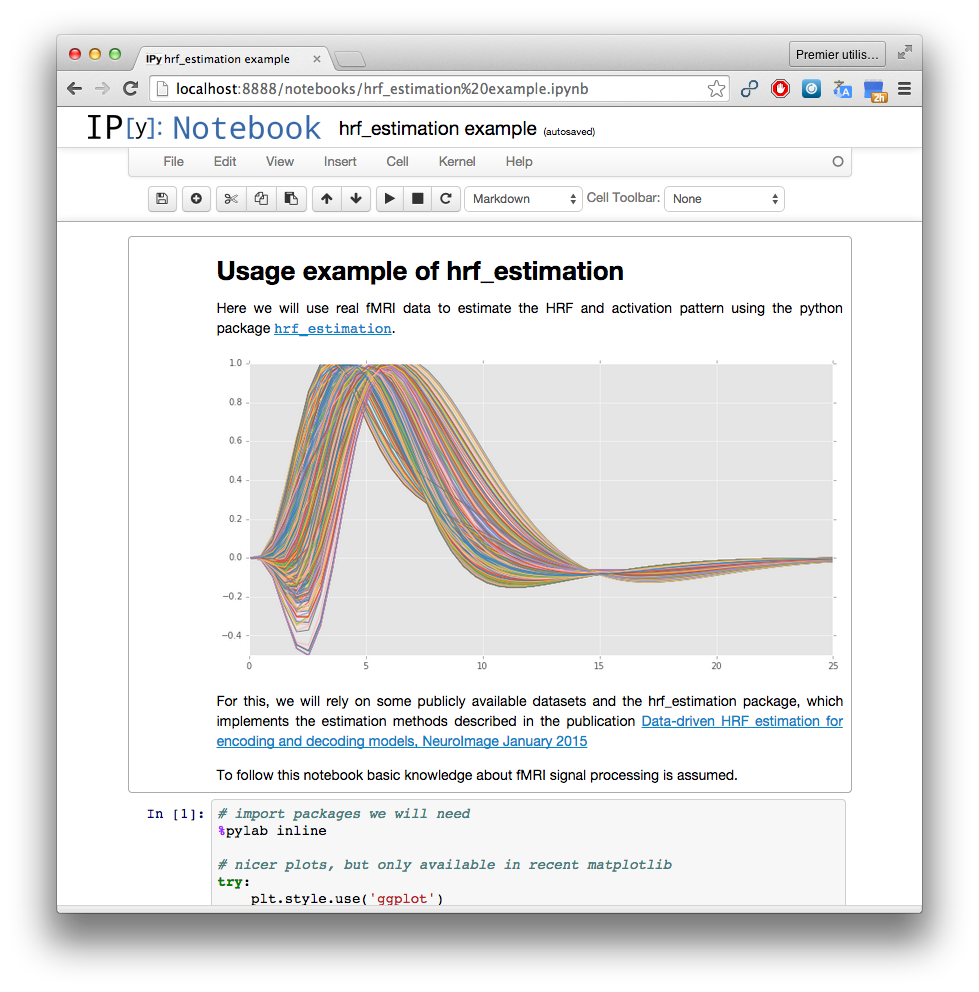 IPy hrf_estimation example
Premier utilis...
localhost:8888/notebooks/hrf_estimation%20example.ipynb
2h
IP[y]: Notebook hrf_estimation example (autosaved)
File Edit View Insert Cell Kernel Help
Markdown Cell Toolbar: None
Usage example of hrf_estimation
Here we will use real fMRI data to estimate the HRF and activation pattern using the python
package hrf_estimation.
1.0
0.8
0.6
0.4
0.2
0.0
−0.2
−0.4
0 5 10 15 20 25
For this, we will rely on some publicly available datasets and the hrf_estimation package, which
implements the estimation methods described in the publication Data-driven HRF estimation for
encoding and decoding models, NeuroImage January 2015
To follow this notebook basic knowledge about fMRI signal processing is assumed.
In [1]: # import packages we will need
%pylab inline
# nicer plots, but only available in recent matplotlib
try:
plt.style.use('ggplot')